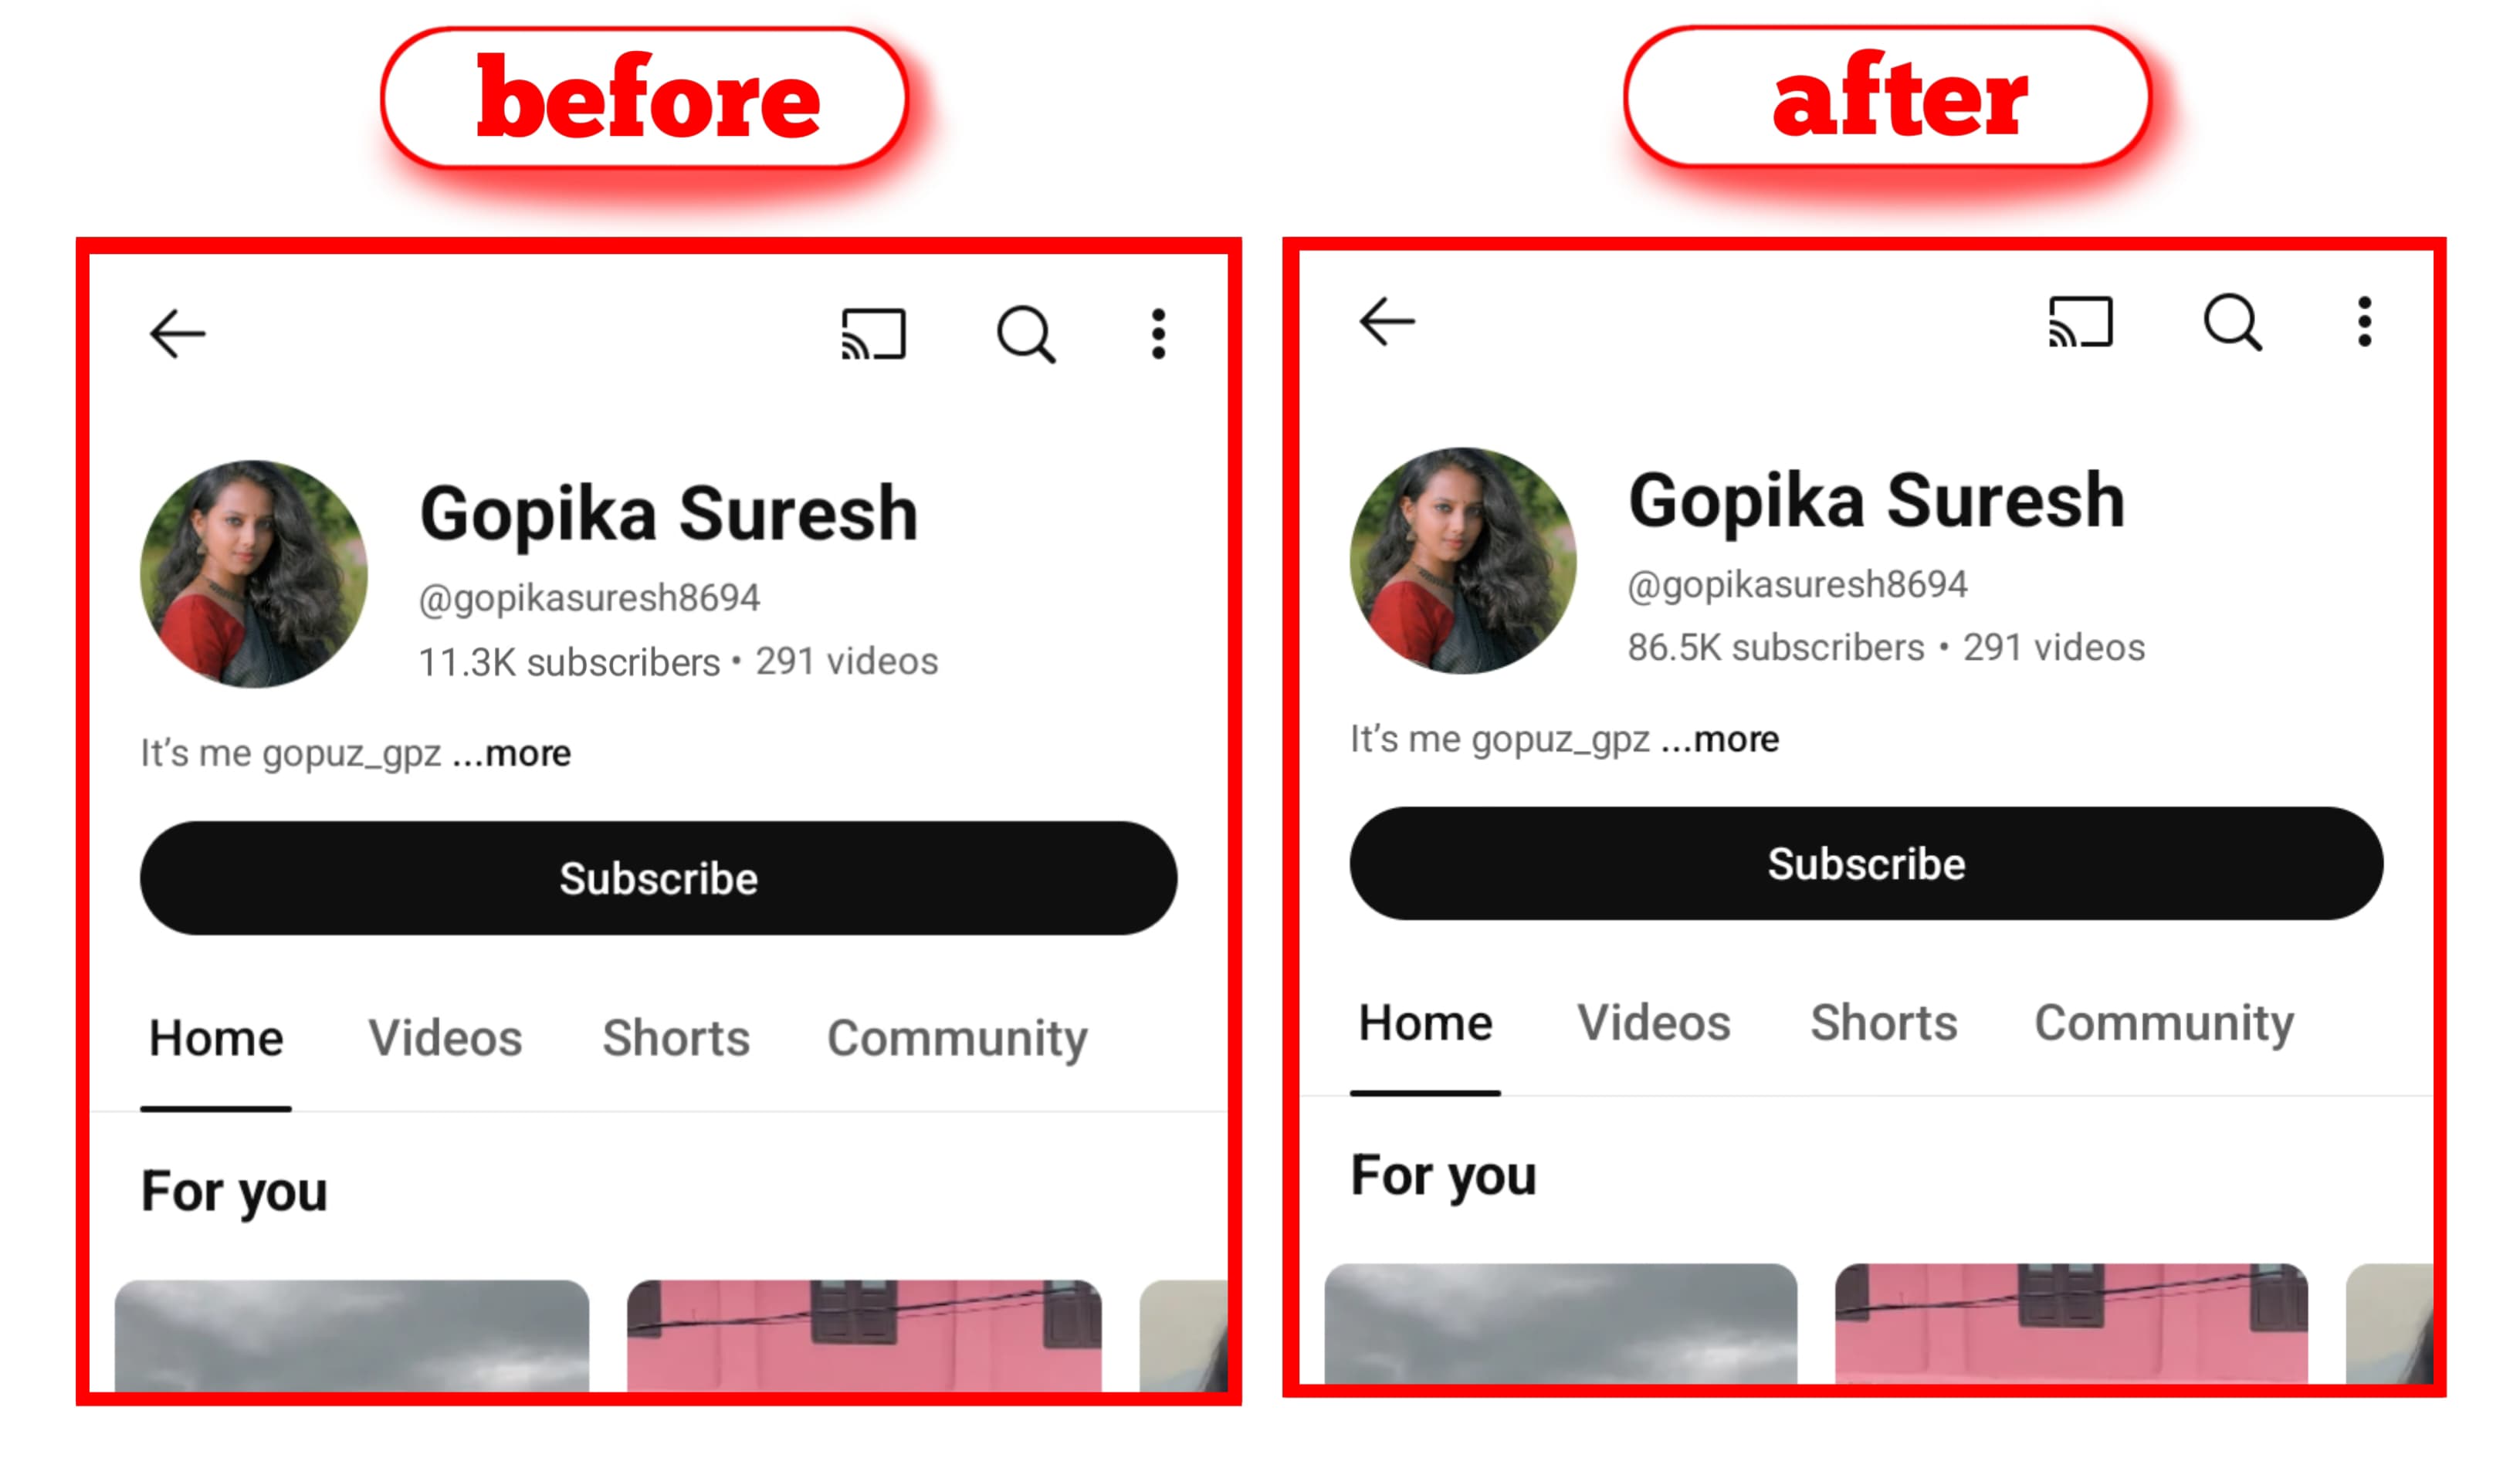 before
Gopika Suresh
@gopikasuresh8694
11.3K subscribers • 291 videos
It's me gopuz_gpz ...more
Subscribe
Home Videos Shorts Community
For you
after
Gopika Suresh
@gopikasuresh8694
86.5K subscribers • 291 videos
It's me gopuz_gpz ...more
Subscribe
Home Videos Shorts Community
For you